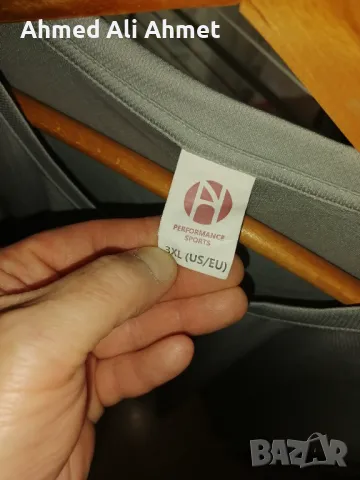 Ahmed Ali Ahmet
PERFORMANCE
SPORTS
3XL (US/EU)
BAZAR